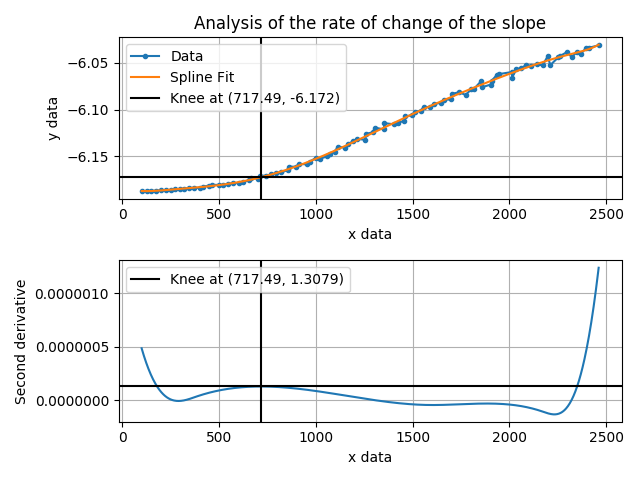 Analysis of the rate of change of the slope
y data
−6.05
−6.10
−6.15
Data
Spline Fit
Knee at (717.49, -6.172)
0 500 1000 1500 2000 2500
x data
Second derivative
0.0000010
0.0000005
0.0000000
Knee at (717.49, 1.3079)
0 500 1000 1500 2000 2500
x data